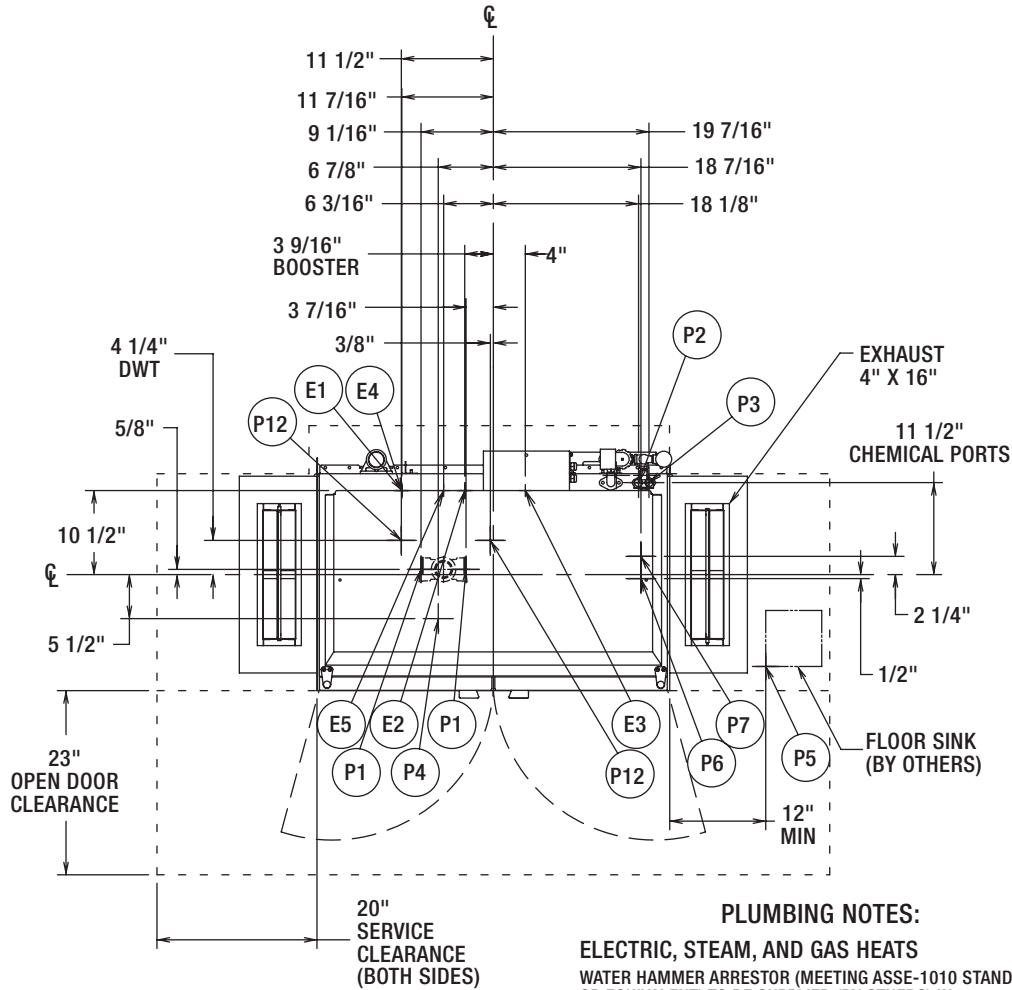 ℄
11 1/2"
11 7/16"
9 1/16"
19 7/16"
6 7/8"
18 7/16"
6 3/16"
18 1/8"
3 9/16"
BOOSTER
4"
3 7/16"
3/8"
P2
4 1/4"
DWT
EXHAUST
4" X 16"
E1
E4
P3
5/8"
P12
11 1/2"
CHEMICAL PORTS
10 1/2"
℄
2 1/4"
5 1/2"
1/2"
E5
E2
P1
E3
P7
P1
P4
P12
P6
P5
FLOOR SINK
(BY OTHERS)
23"
OPEN DOOR
CLEARANCE
12"
MIN
20"
SERVICE
CLEARANCE
(BOTH SIDES)
PLUMBING NOTES:
ELECTRIC, STEAM, AND GAS HEATS
WATER HAMMER ARRESTOR (MEETING ASSE-1010 STAND